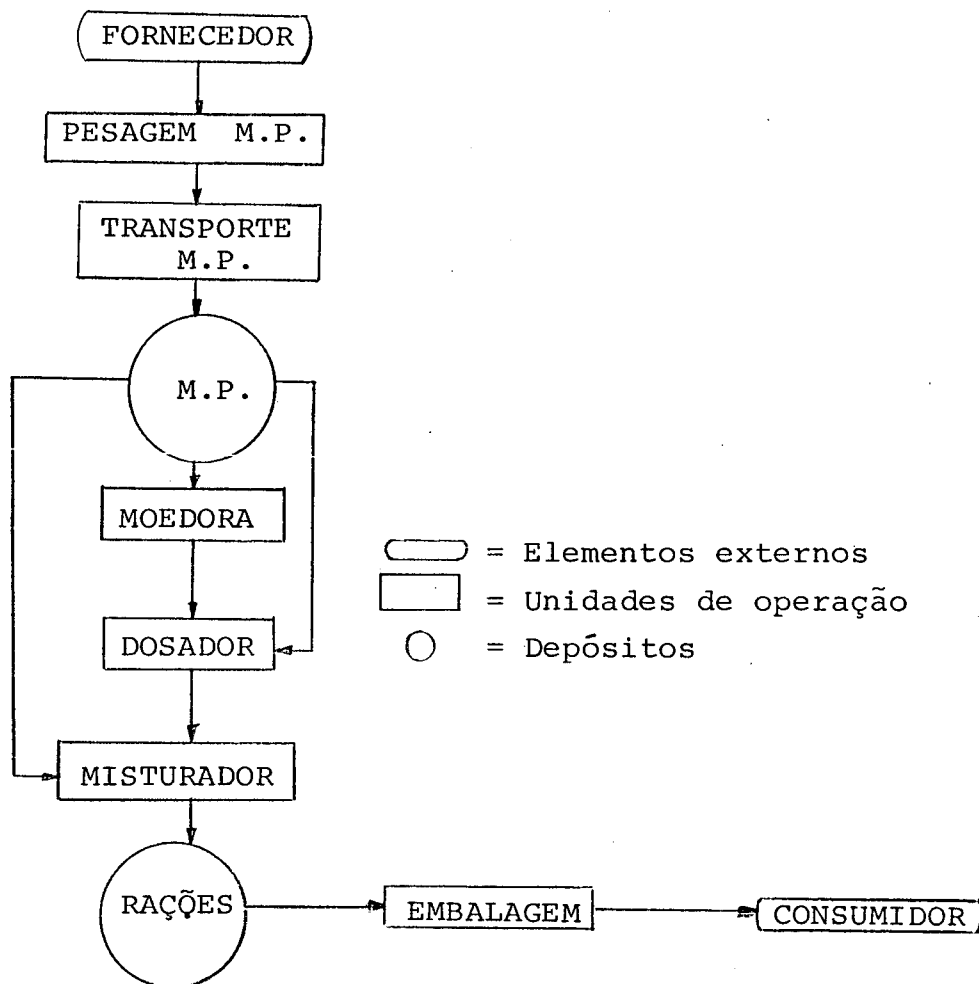 FORNECEDOR
PESAGEM M.P.
TRANSPORTE
M.P.
M.P.
MOEDORA
= Elementos externos
= Unidades de operação
DOSADOR
= Depósitos
MISTURADOR
RAÇÕES
EMBALAGEM
CONSUMIDOR